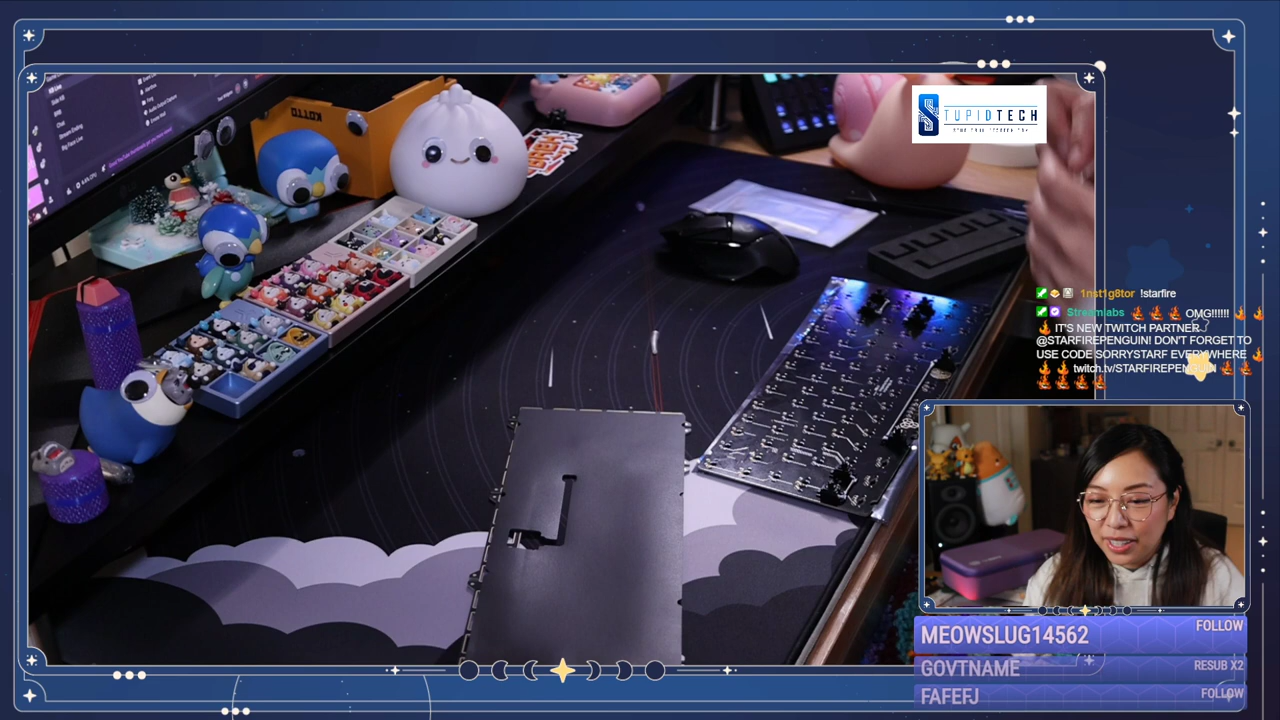 KOTTO
STUPIDTECH
1nst1g8tor !starfire
Streamlabs OMG!!!!!!
IT'S NEW TWITCH PARTNER
@STARFIREPENGUIN! DON'T FORGET TO
USE CODE SORRYSTARF EVERYWHERE
twitch.tv/STARFIREPENGUIN
MEOWSLUG14562 FOLLOW
GOVTNAME RESUB X2
FAFEFJ FOLLOW